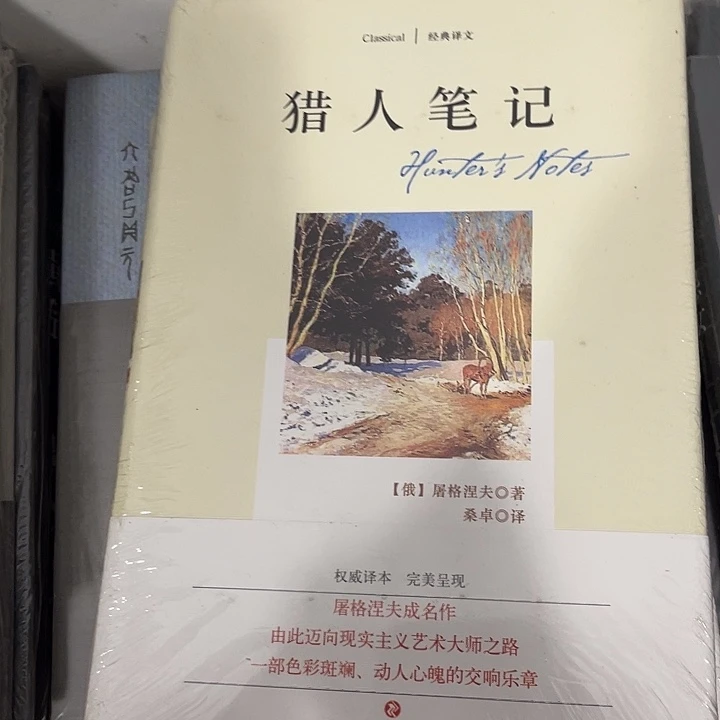 Classical | 经典译文
猎人笔记
Hunter's Notes
【俄】屠格涅夫◎著
桑卓◎译
权威译本 完美呈现
屠格涅夫成名作
由此迈向现实主义艺术大师之路
一部色彩斑斓、动人心魄的交响乐章